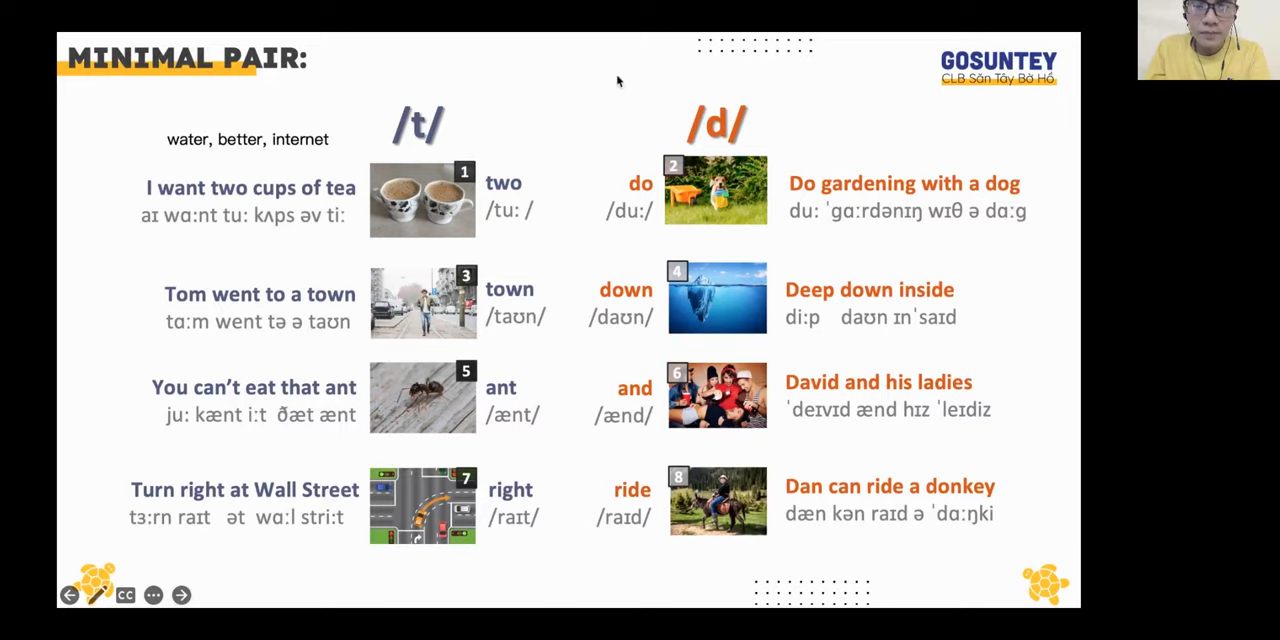 MINIMAL PAIR:
GOSUNTEY
CLB Săn Tây Bờ Hồ
/t/
/d/
water, better, internet
I want two cups of tea
aɪ wɑːnt tuː kʌps əv tiː
1
two
/tuː /
do
/duː/
2
Do gardening with a dog
duː ˈɡɑːrdənɪŋ wɪθ ə dɑːɡ
Tom went to a town
tɑːm went tə ə taʊn
3
town
/taʊn/
down
/daʊn/
4
Deep down inside
diːp daʊn ɪnˈsaɪd
You can’t eat that ant
juː kænt iːt ðæt ænt
5
ant
/ænt/
and
/ænd/
6
David and his ladies
ˈdeɪvɪd ænd hɪz ˈleɪdiz
Turn right at Wall Street
tɜːrn raɪt ət wɑːl striːt
7
right
/raɪt/
ride
/raɪd/
8
Dan can ride a donkey
dæn kən raɪd ə ˈdɑːŋki
CC